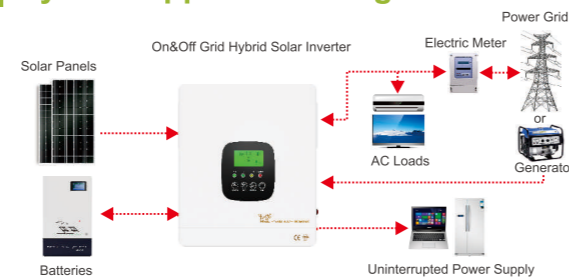 Power Grid
On&Off Grid Hybrid Solar Inverter
Electric Meter
Solar Panels
or
AC Loads
Generato
Batteries
Uninterrupted Power Supply